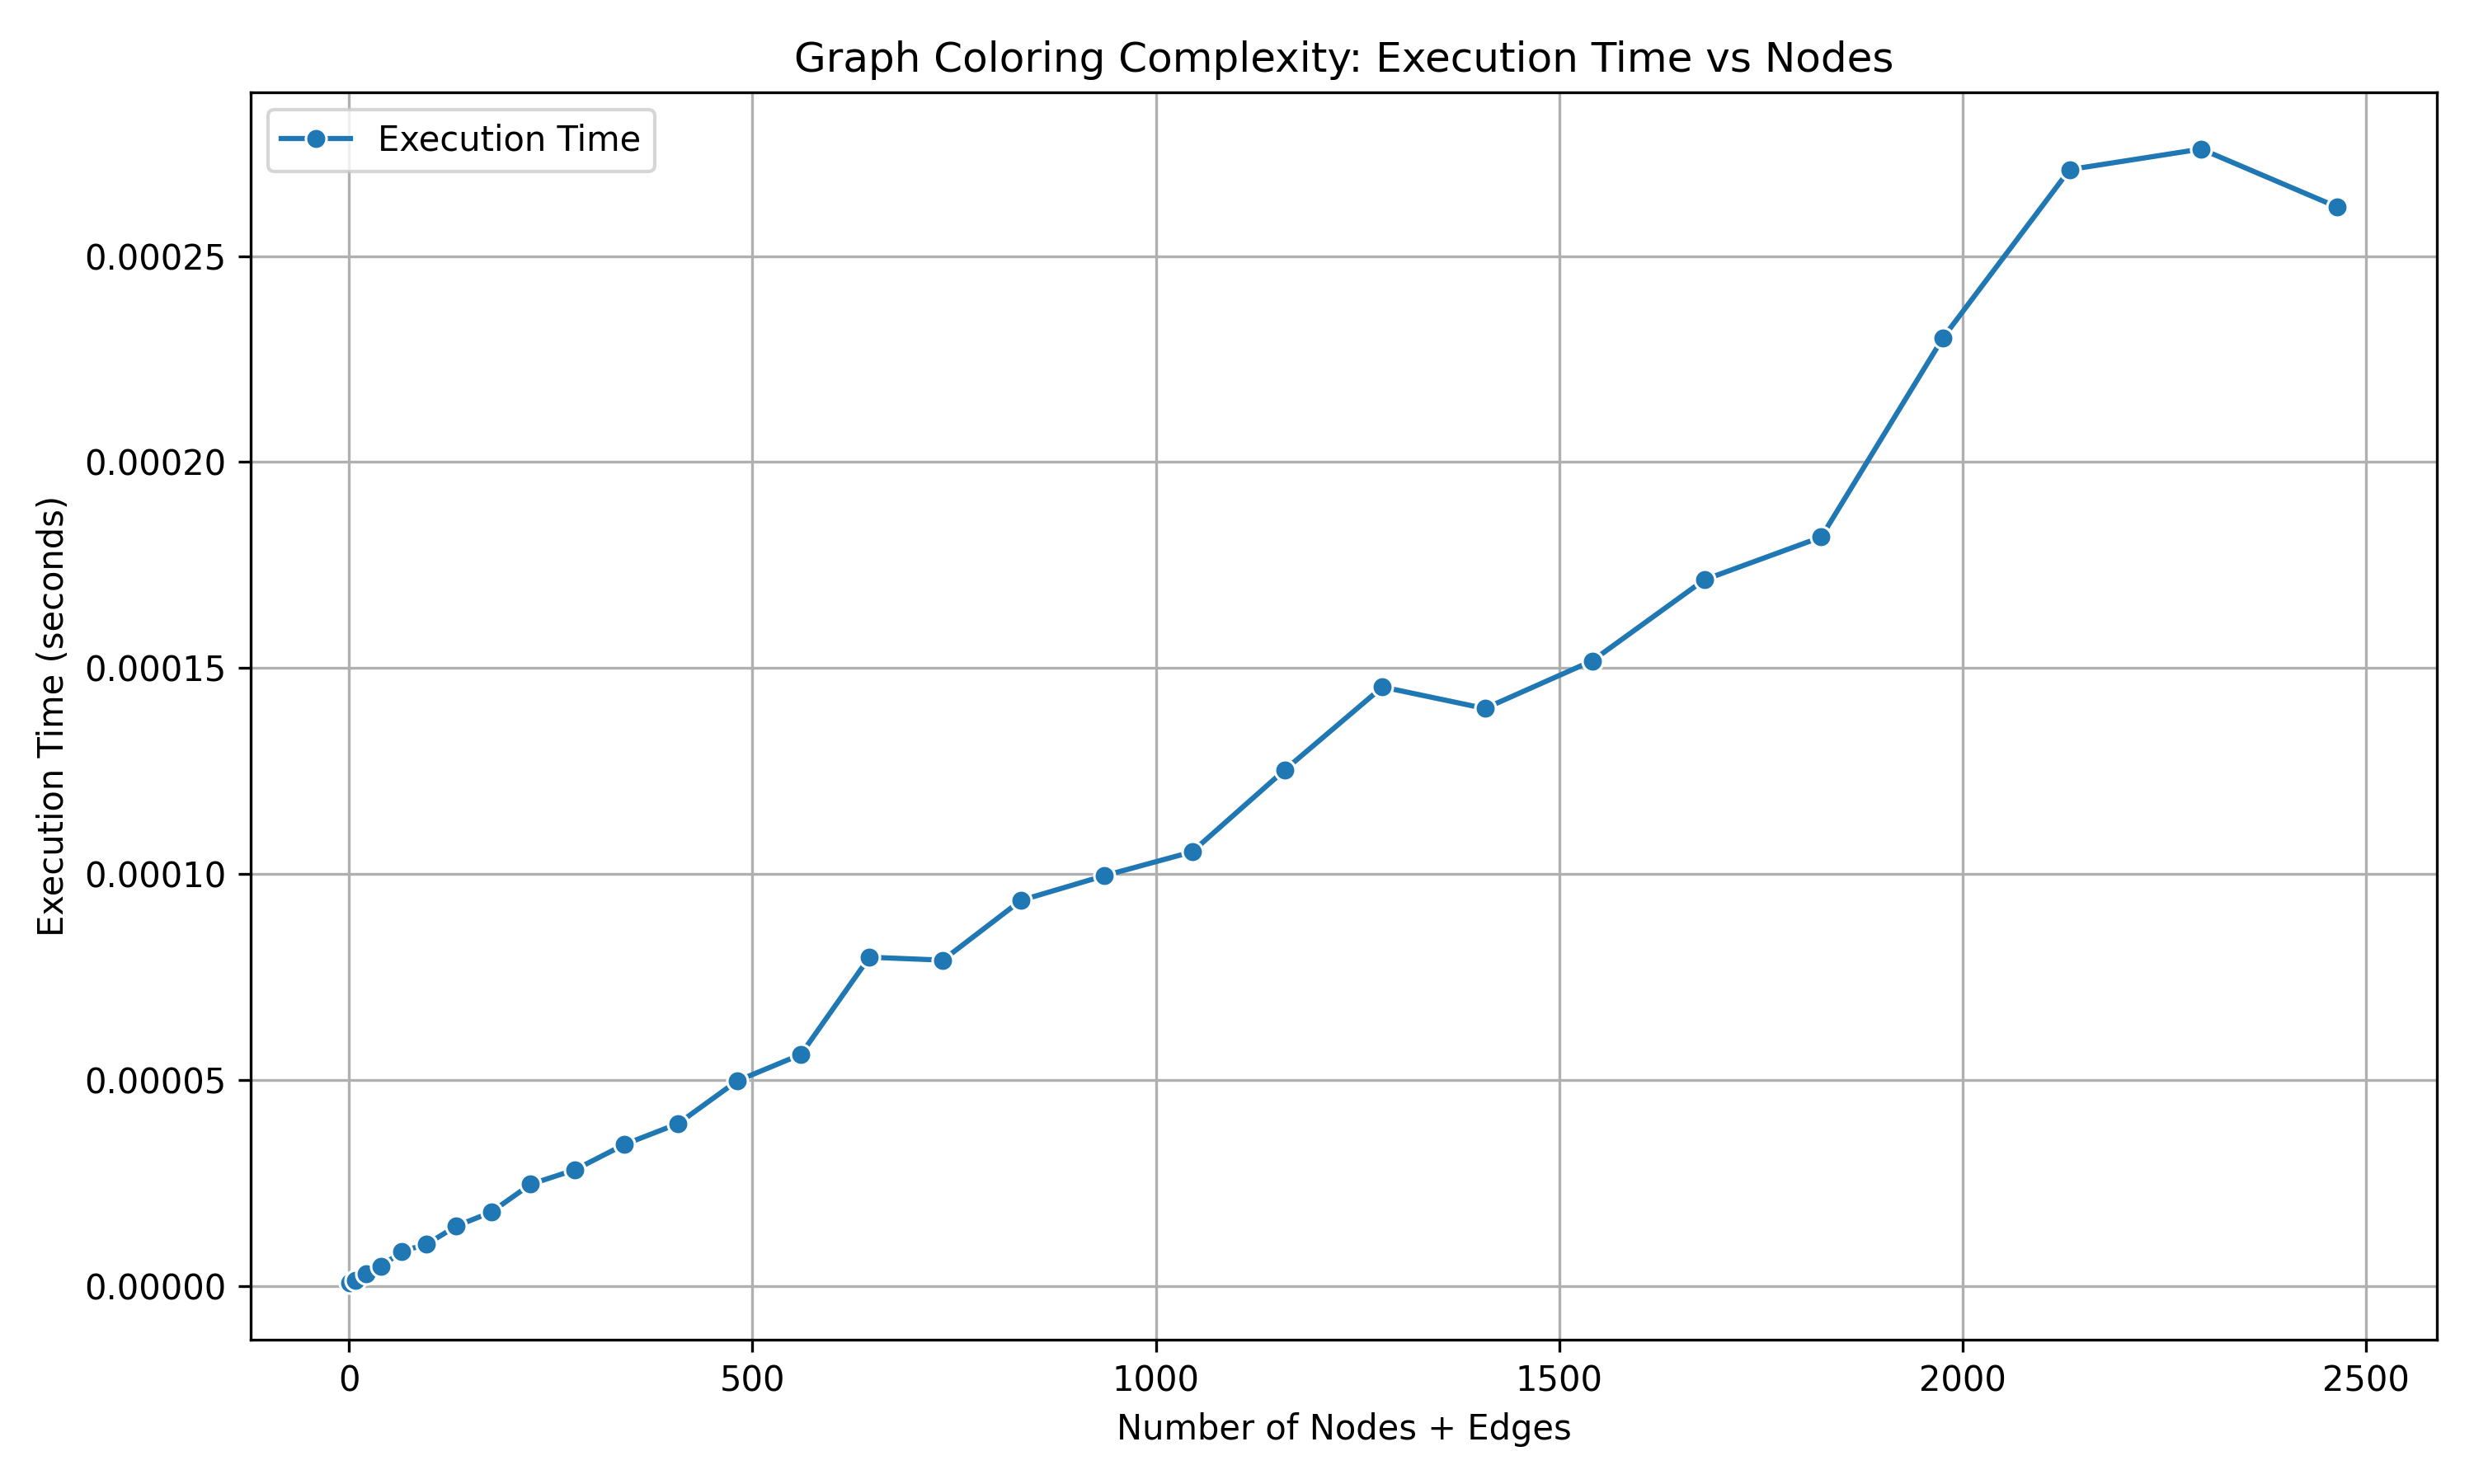 Graph Coloring Complexity: Execution Time vs Nodes
Execution Time
Execution Time (seconds)
0.00025
0.00020
0.00015
0.00010
0.00005
0.00000
0 500 1000 1500 2000 2500
Number of Nodes + Edges